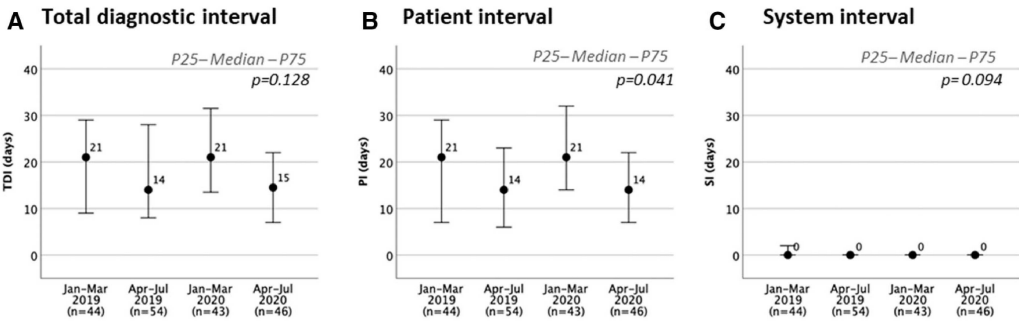 A Total diagnostic interval
P25–Median–P75
p=0.128
TDI (days)
40
30
20
10
0
21
14
21
15
Jan–Mar 2019 (n=44)
Apr–Jul 2019 (n=54)
Jan–Mar 2020 (n=43)
Apr–Jul 2020 (n=46)
B Patient interval
P25–Median–P75
p=0.041
PI (days)
40
30
20
10
0
21
14
21
14
Jan–Mar 2019 (n=44)
Apr–Jul 2019 (n=54)
Jan–Mar 2020 (n=43)
Apr–Jul 2020 (n=46)
C System interval
P25–Median–P75
p= 0.094
SI (days)
40
30
20
10
0
0
0
0
0
Jan–Mar 2019 (n=44)
Apr–Jul 2019 (n=54)
Jan–Mar 2020 (n=43)
Apr–Jul 2020 (n=46)